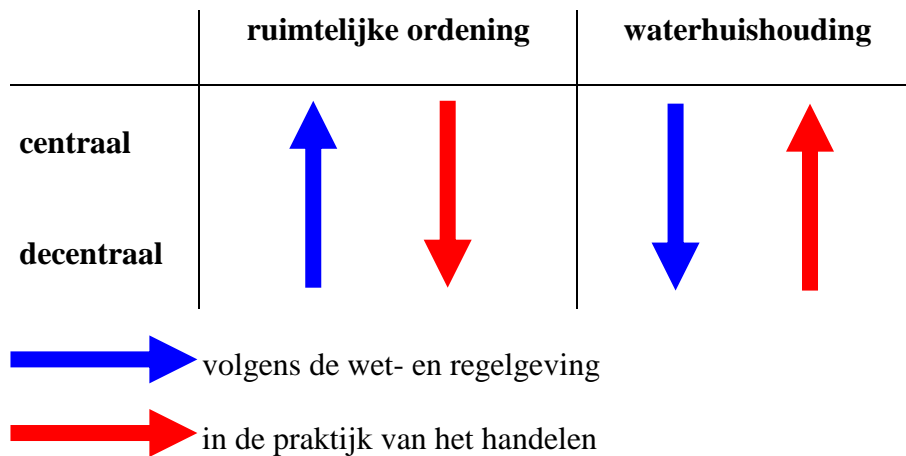 ruimtelijke ordening waterhuishouding
centraal
decentraal
volgens de wet- en regelgeving
in de praktijk van het handelen